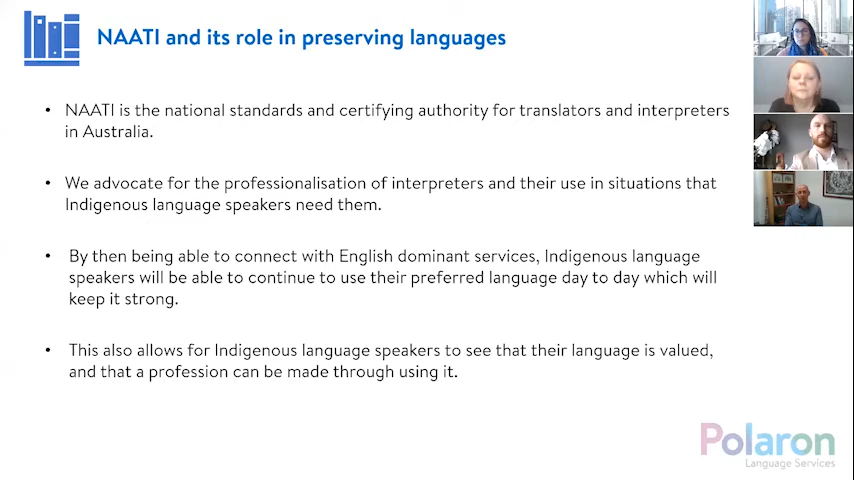 NAATI and its role in preserving languages
• NAATI is the national standards and certifying authority for translators and interpreters
in Australia.
• We advocate for the professionalisation of interpreters and their use in situations that
Indigenous language speakers need them.
• By then being able to connect with English dominant services, Indigenous language
speakers will be able to continue to use their preferred language day to day which will
keep it strong.
• This also allows for Indigenous language speakers to see that their language is valued,
and that a profession can be made through using it.
Polaron
Language Services